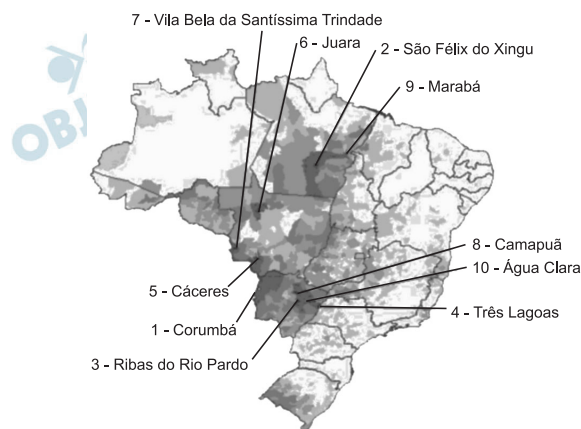 7 - Vila Bela da Santíssima Trindade
6 - Juara
2 - São Félix do Xingu
9 - Marabá
OBJ
8 - Camapuã
10 - Água Clara
5 - Cáceres
1 - Corumbá
4 - Três Lagoas
3 - Ribas do Rio Pardo